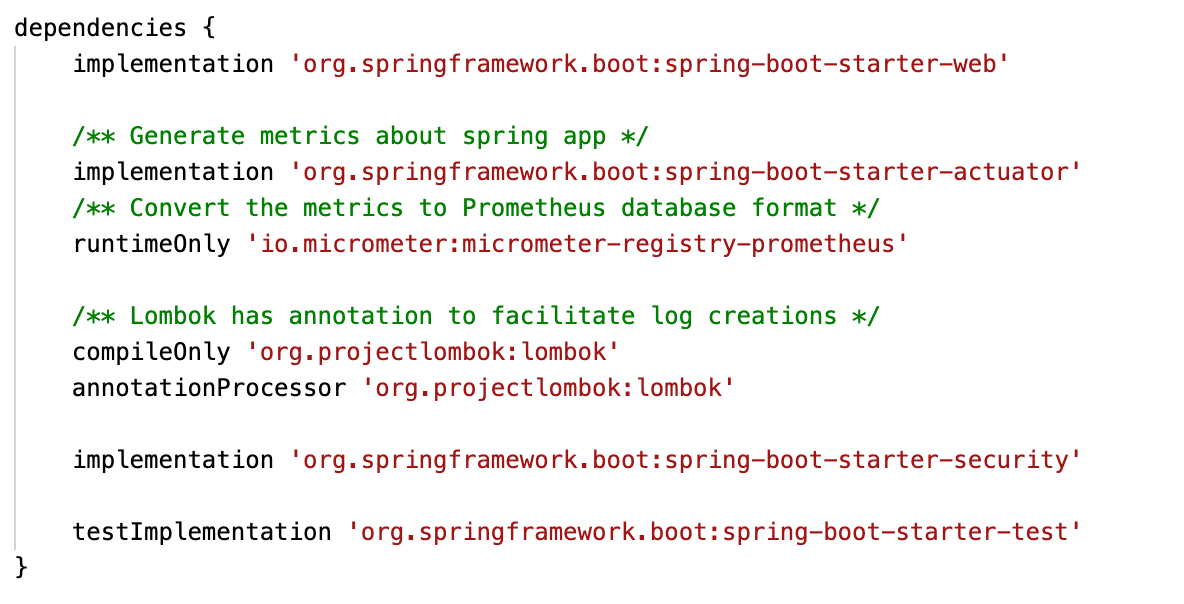 dependencies {
    implementation 'org.springframework.boot:spring-boot-starter-web'

    /** Generate metrics about spring app */
    implementation 'org.springframework.boot:spring-boot-starter-actuator'
    /** Convert the metrics to Prometheus database format */
    runtimeOnly 'io.micrometer:micrometer-registry-prometheus'

    /** Lombok has annotation to facilitate log creations */
    compileOnly 'org.projectlombok:lombok'
    annotationProcessor 'org.projectlombok:lombok'

    implementation 'org.springframework.boot:spring-boot-starter-security'

    testImplementation 'org.springframework.boot:spring-boot-starter-test'
}